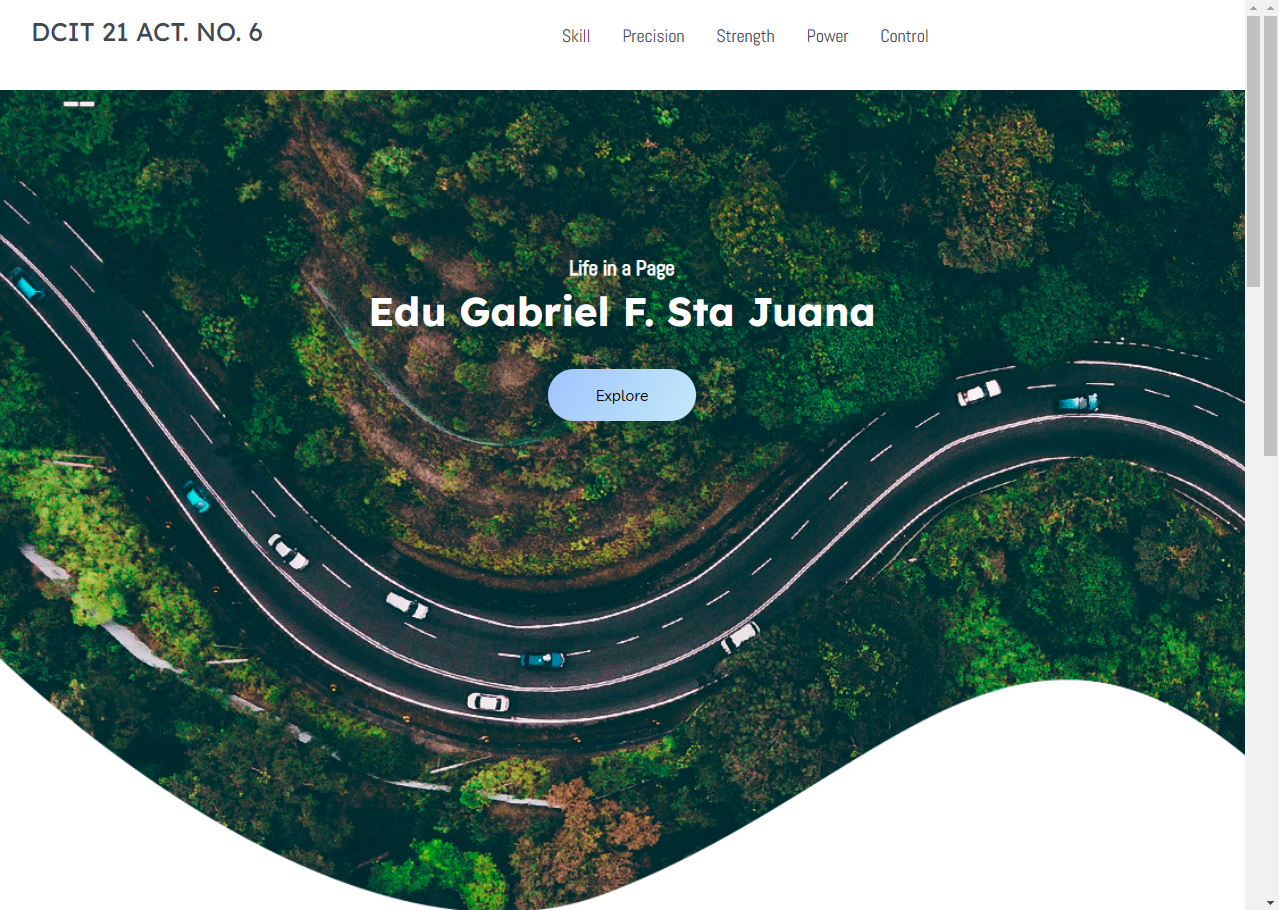 DCIT 21 ACT. NO. 6
Skill Precision Strength Power Control
Life in a Page
Edu Gabriel F. Sta Juana
Explore